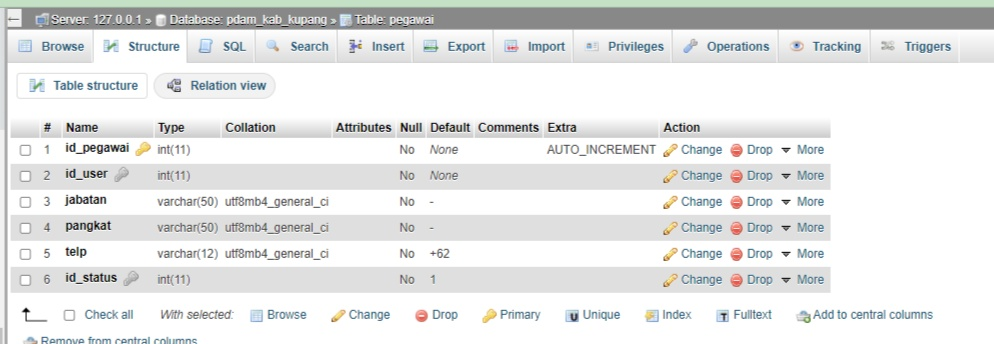 Server: 127.0.0.1 » Database: pdam_kab_kupang » Table: pegawai
Browse Structure SQL Search Insert Export Import Privileges Operations Tracking Triggers
Table structure Relation view
# Name Type Collation Attributes Null Default Comments Extra Action
1 id_pegawai int(11) No None AUTO_INCREMENT Change Drop More
2 id_user int(11) No None Change Drop More
3 jabatan varchar(50) utf8mb4_general_ci No - Change Drop More
4 pangkat varchar(50) utf8mb4_general_ci No - Change Drop More
5 telp varchar(12) utf8mb4_general_ci No +62 Change Drop More
6 id_status int(11) No 1 Change Drop More
Check all With selected: Browse Change Drop Primary Unique Index Fulltext Add to central columns
Remove from central columns